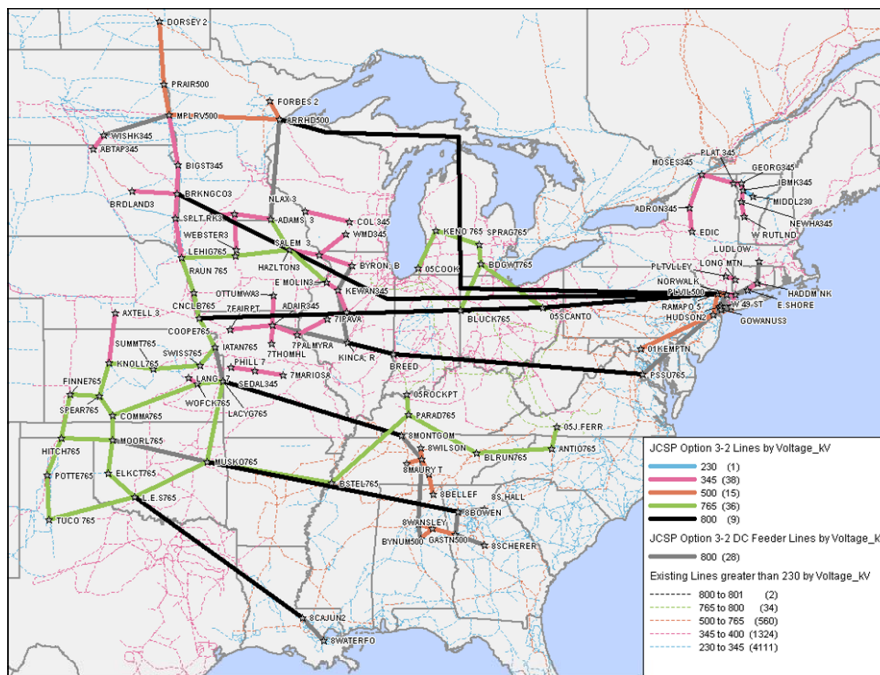 DORSEY 2
PRAIR500
FORBES 2
MPLRV500
ARRHD500
WISHK345
ABTAP345
BIGST345
BRKNGCO3
BRDLAND3
NLAX 3
SPLT.RK3
ADAMS 3
COL 345
WEBSTER3
WMD345
SALEM 3
LEHIG765
HAZLTON3
BYRON. B
RAUN 765
E MOLIN3
KEWAN345
CNCLB765
OTTUMWA3
ADAIR345
7FAIRPT
7IPAVA
COOPE765
7PALMYRA
7THOMHL
KINCA. R
BREED
AXTELL 3
SUMMT765
SWISS765
IATAN765
PHILL 7
KNOLL765
LANG. 7
7MARIOSA
WOFCK765
SEDAL345
LACYG765
FINNE765
SPEAR765
COMMA765
MOORL765
HITCH765
POTTE765
ELKCT765
MUSKO765
L.E.S765
TUCO 765
BSTEL765
KENO 765
SPRAG765
05COOK
BDGWT765
BLUCK765
05SCANTO
05ROCKPT
PARAD765
05J.FERR
8MONTGOM
8WILSON
BLRUN765
ANTIO765
8MAURY T
8BELLEF
8S.HALL
8BOWEN
8WANSLEY
BYNUM500
GASTN500
8SCHERER
8CAJUN2
8WATERFO
MOSES345
PLAT 345
GEORG345
IBMK345
MIDDL230
NEWHA345
ADRON345
EDIC
W RUTLND
LUDLOW
LONG MTN
PLTVLLEY
NORWALK
HADDM NK
E.SHORE
W 49.ST
RAMAPO 5
HUDSON2
GOWANUS3
01KEMPTN
PSSU765
JCSP Option 3-2 Lines by Voltage_kV
230 (1)
345 (38)
500 (15)
765 (36)
800 (9)
JCSP Option 3-2 DC Feeder Lines by Voltage_k
800 (28)
Existing Lines greater than 230 by Voltage_kV
800 to 801 (2)
765 to 800 (34)
500 to 765 (560)
345 to 400 (1324)
230 to 345 (4111)